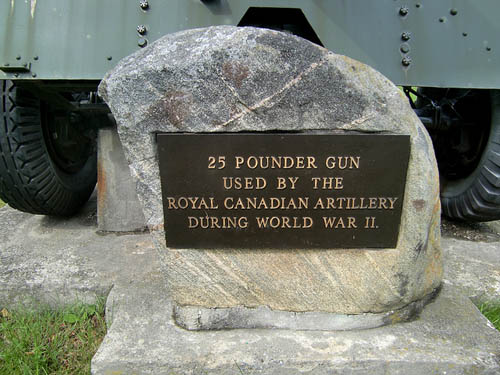 25 POUNDER GUN
USED BY THE
ROYAL CANADIAN ARTILLERY
DURING WORLD WAR II.